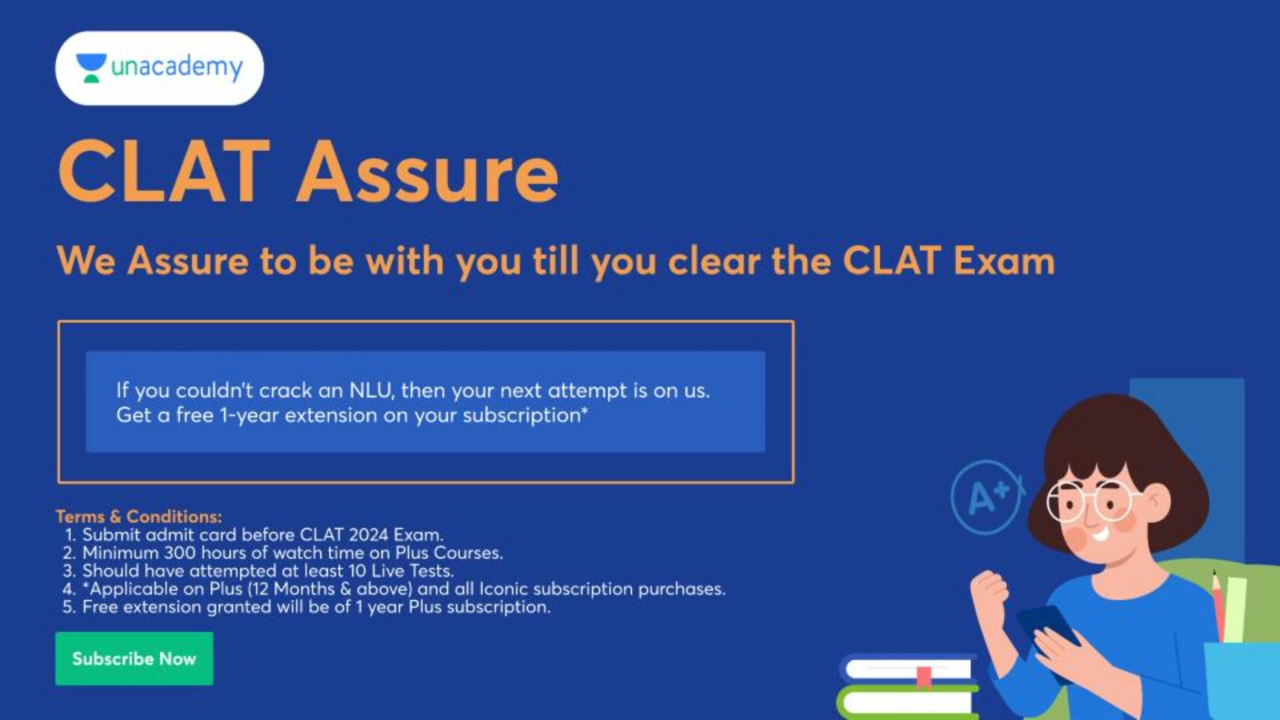 unacademy
CLAT Assure
We Assure to be with you till you clear the CLAT Exam
If you couldn't crack an NLU, then your next attempt is on us.
Get a free 1-year extension on your subscription*
Terms & Conditions:
1. Submit admit card before CLAT 2024 Exam.
2. Minimum 300 hours of watch time on Plus Courses.
3. Should have attempted at least 10 Live Tests.
4. *Applicable on Plus (12 Months & above) and all Iconic subscription purchases.
5. Free extension granted will be of 1 year Plus subscription.
Subscribe Now
A+